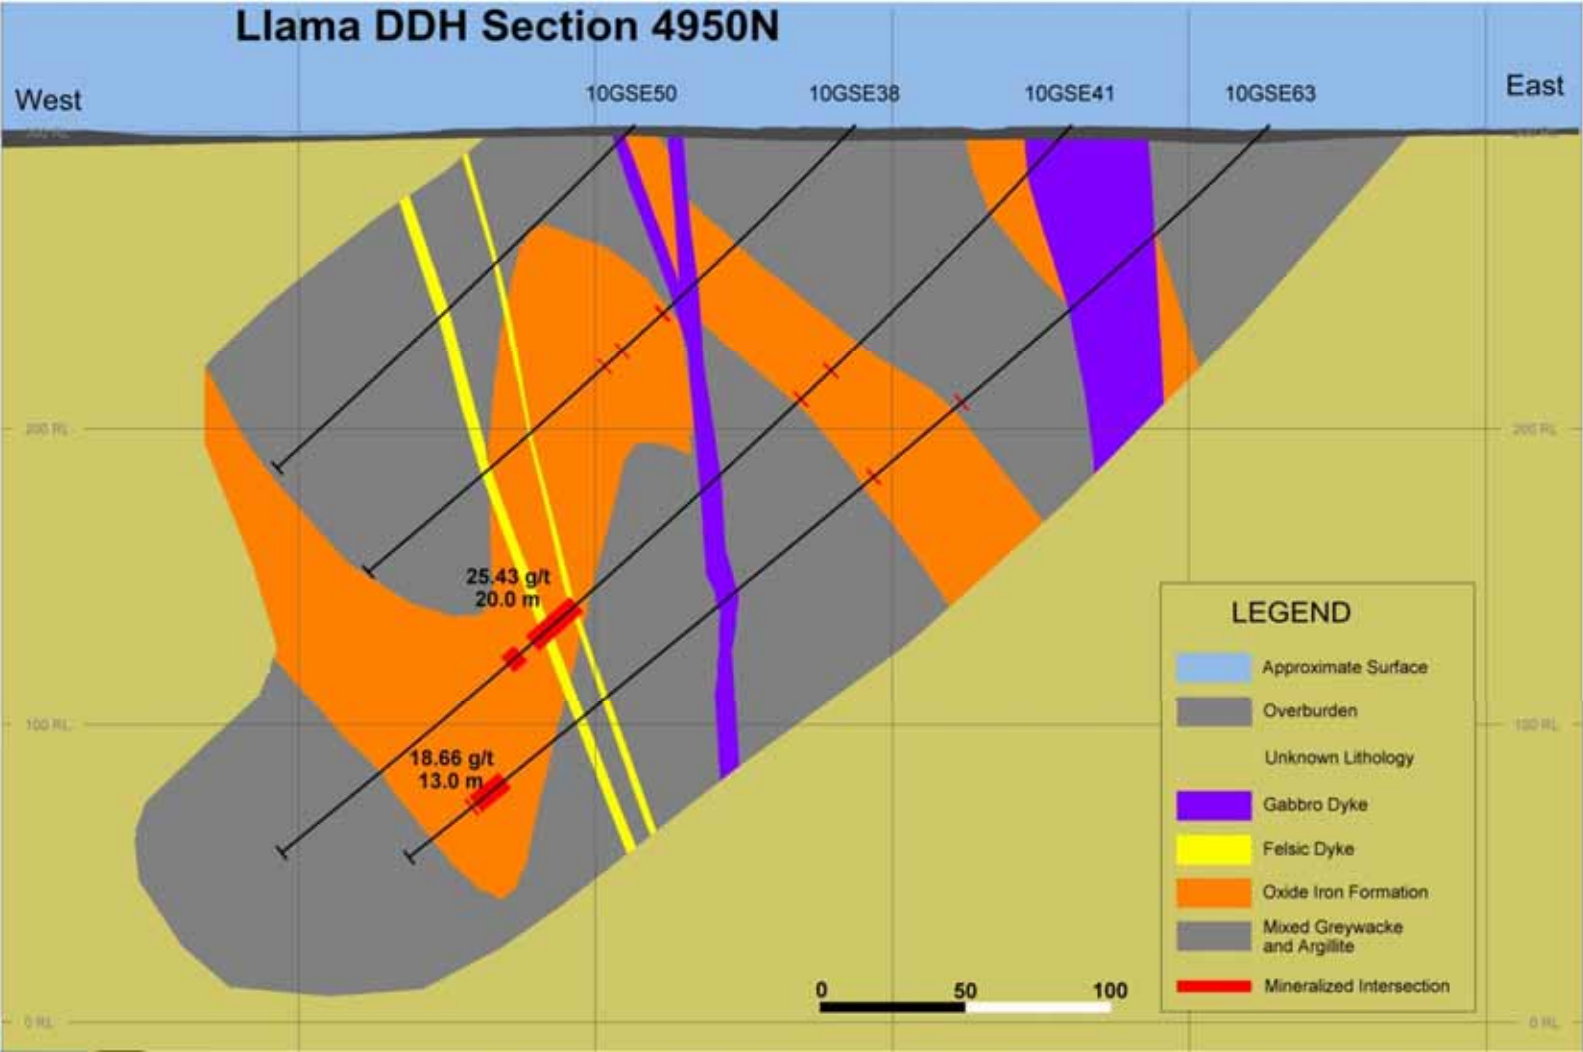 Llama DDH Section 4950N
West
10GSE50
10GSE38
10GSE41
10GSE63
East
200 RL
200 RL
25.43 g/t
20.0 m
100 RL
100 RL
18.66 g/t
13.0 m
LEGEND
Approximate Surface
Overburden
Unknown Lithology
Gabbro Dyke
Felsic Dyke
Oxide Iron Formation
Mixed Greywacke
and Argillite
Mineralized Intersection
0
50
100
0 RL
0 RL